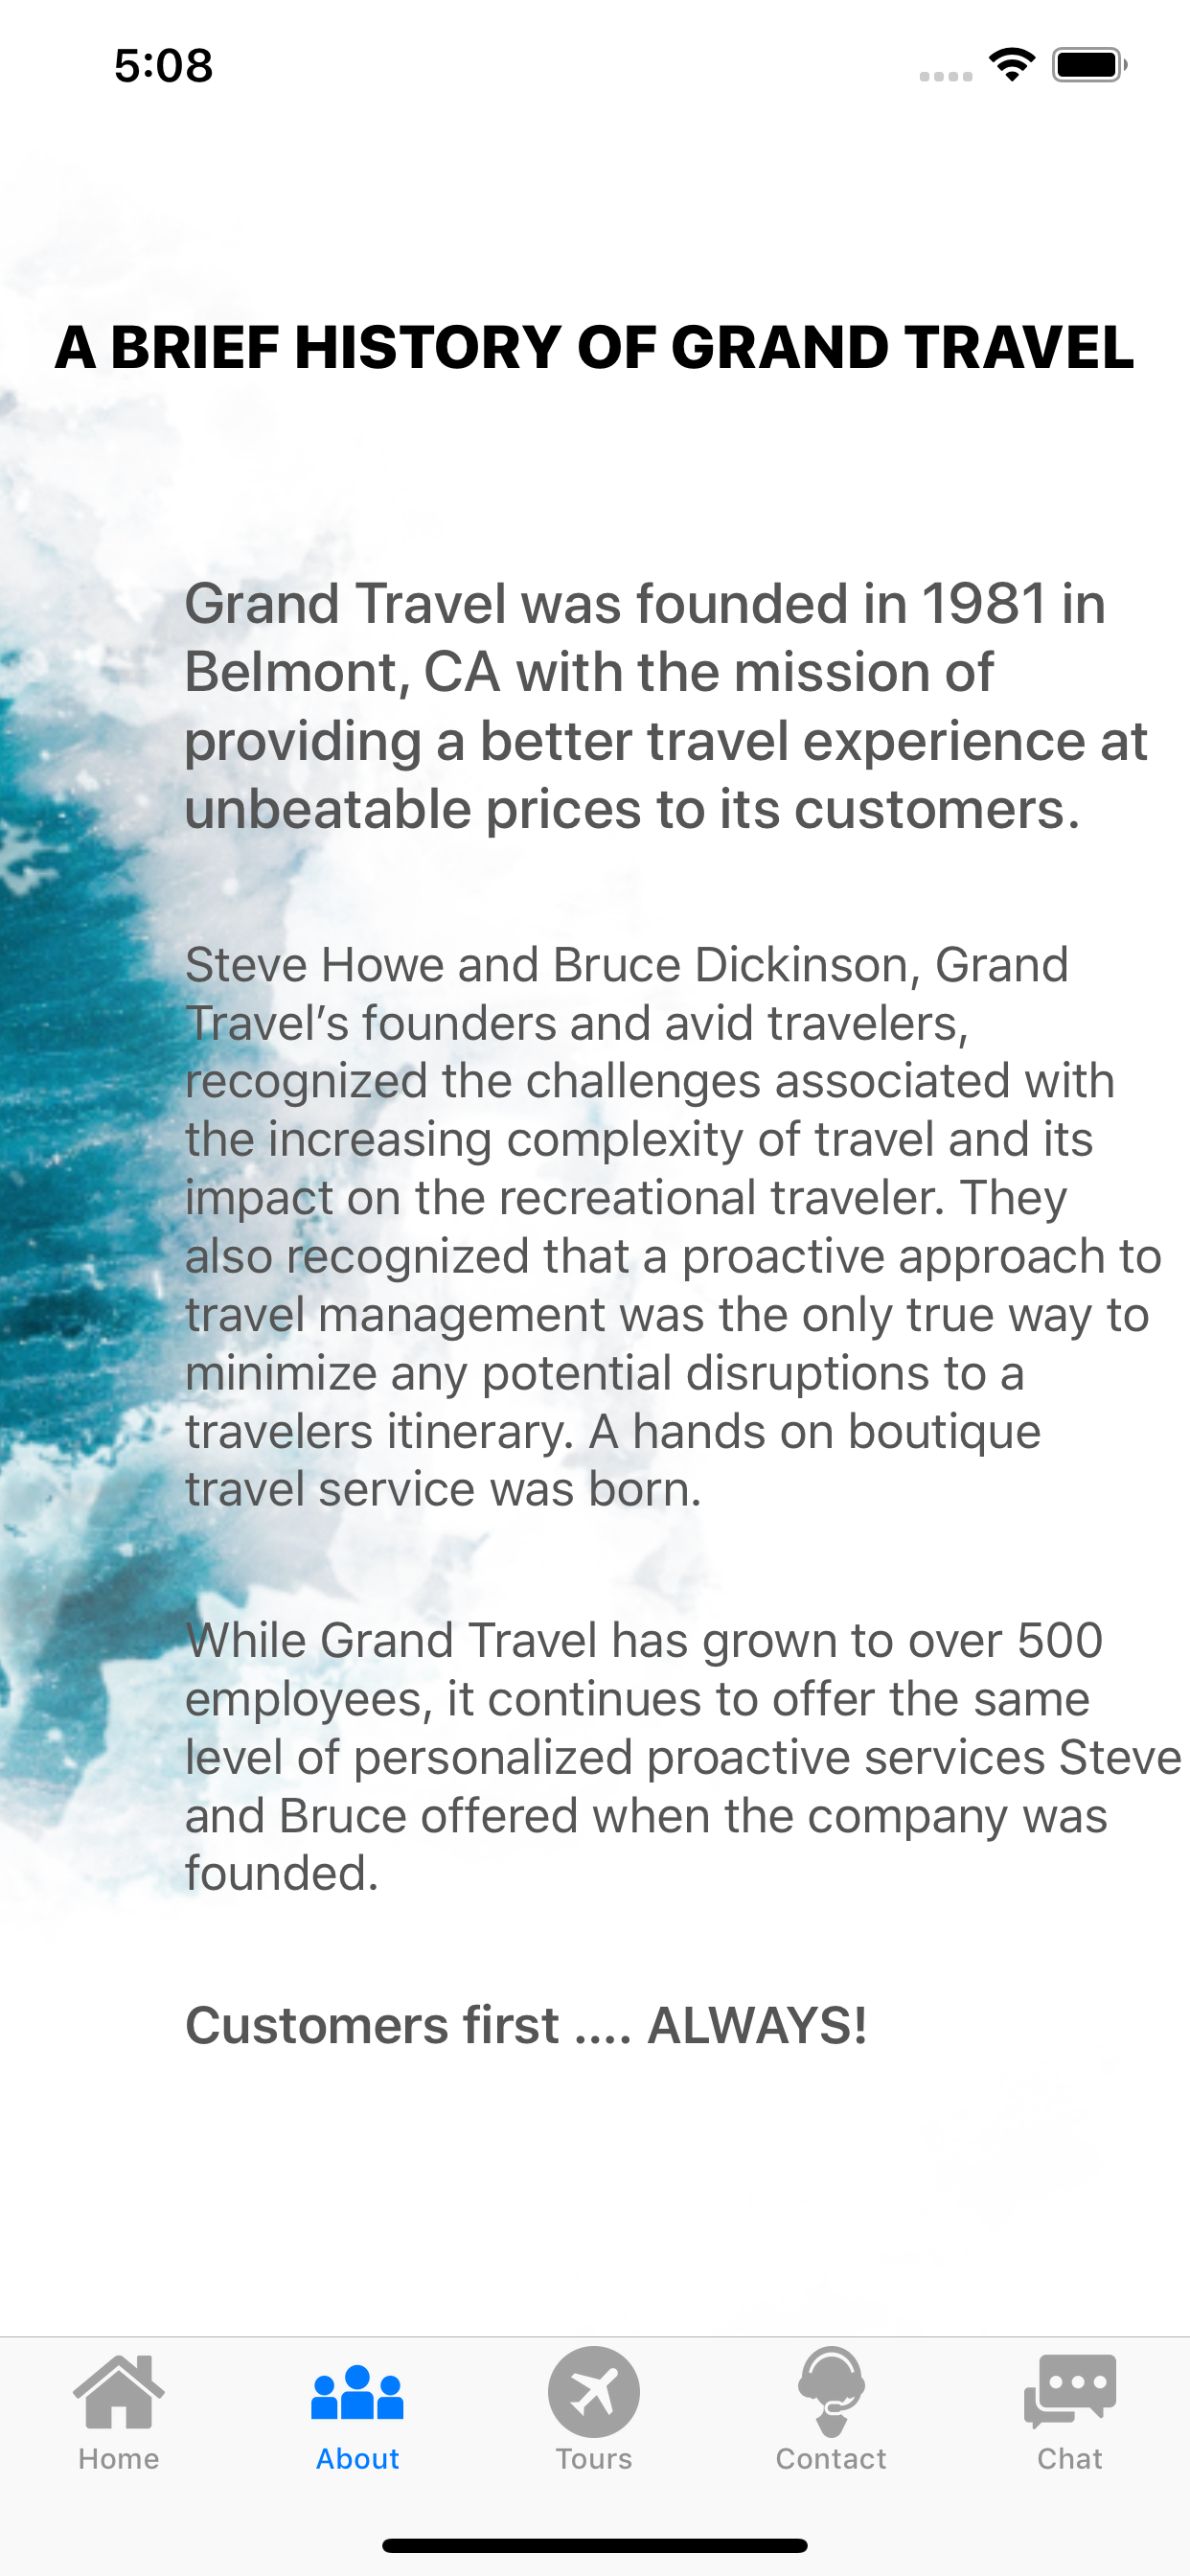 5:08
A BRIEF HISTORY OF GRAND TRAVEL
Grand Travel was founded in 1981 in
Belmont, CA with the mission of
providing a better travel experience at
unbeatable prices to its customers.
Steve Howe and Bruce Dickinson, Grand
Travel’s founders and avid travelers,
recognized the challenges associated with
the increasing complexity of travel and its
impact on the recreational traveler. They
also recognized that a proactive approach to
travel management was the only true way to
minimize any potential disruptions to a
travelers itinerary. A hands on boutique
travel service was born.
While Grand Travel has grown to over 500
employees, it continues to offer the same
level of personalized proactive services Steve
and Bruce offered when the company was
founded.
Customers first .... ALWAYS!
Home About Tours Contact Chat